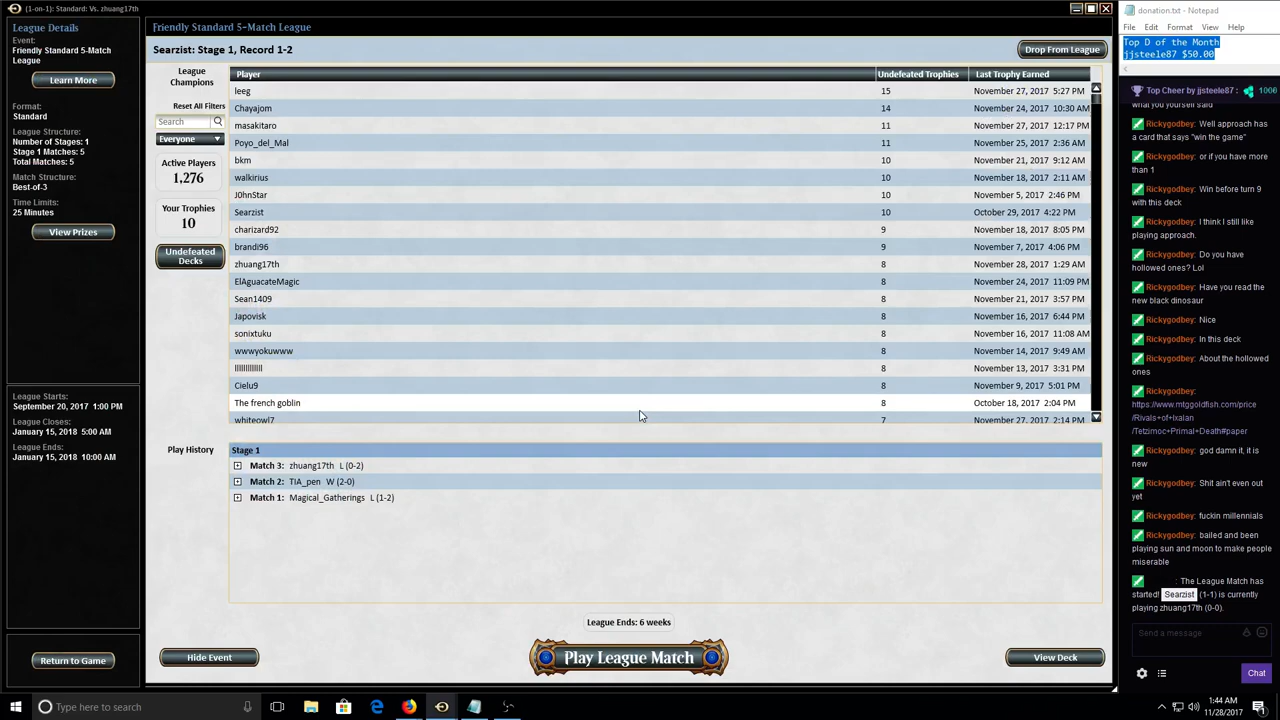 (1-on-1): Standard: Vs. zhuang17th
League Details
Event:
Friendly Standard 5-Match
League
Learn More
Format:
Standard
League Structure:
Number of Stages: 1
Stage 1 Matches: 5
Total Matches: 5
Match Structure:
Best-of-3
Time Limits:
25 Minutes
View Prizes
League Starts:
September 20, 2017 1:00 PM
League Closes:
January 15, 2018 5:00 AM
League Ends:
January 15, 2018 10:00 AM
Return to Game
Friendly Standard 5-Match League
Searzist: Stage 1, Record 1-2
Drop From League
League
Champions
Reset All Filters
Search
Everyone
Active Players
1,276
Your Trophies
10
Undefeated
Decks
Player Undefeated Trophies Last Trophy Earned
leeg 15 November 27, 2017 5:27 PM
Chayajom 14 November 24, 2017 10:30 AM
masakitaro 11 November 27, 2017 12:17 PM
Poyo_del_Mal 11 November 25, 2017 2:36 AM
bkm 10 November 21, 2017 9:12 AM
walkirius 10 November 18, 2017 2:11 AM
J0hnStar 10 November 5, 2017 2:46 PM
Searzist 10 October 29, 2017 4:22 PM
charizard92 9 November 18, 2017 8:05 PM
brandi96 9 November 7, 2017 4:06 PM
zhuang17th 8 November 28, 2017 1:29 AM
ElAguacateMagic 8 November 24, 2017 11:09 PM
Sean1409 8 November 21, 2017 3:57 PM
Japovisk 8 November 16, 2017 6:44 PM
sonixtuku 8 November 16, 2017 11:08 AM
wwwyokuwww 8 November 14, 2017 9:49 AM
8 November 13, 2017 3:31 PM
Cielu9 8 November 9, 2017 5:01 PM
The french goblin 8 October 18, 2017 2:04 PM
whiteowl7 7 November 27, 2017 2:14 PM
Play History
Stage 1
Match 3: zhuang17th L (0-2)
Match 2: TIA_pen W (2-0)
Match 1: Magical_Gatherings L (1-2)
League Ends: 6 weeks
Hide Event
Play League Match
View Deck
donation.txt - Notepad
File Edit Format View Help
Top D of the Month
jjsteele87 $50.00
Top Cheer by jjsteele87 : 1000
what you yourself said
Rickygodbey: Well approach has
a card that says "win the game"
Rickygodbey: or if you have more
than 1
Rickygodbey: Win before turn 9
with this deck
Rickygodbey: I think I still like
playing approach.
Rickygodbey: Do you have
hollowed ones? Lol
Rickygodbey: Have you read the
new black dinosaur
Rickygodbey: Nice
Rickygodbey: In this deck
Rickygodbey: About the hollowed
ones
Rickygodbey:
https://www.mtggoldfish.com/price
/Rivals+of+Ixalan
/Tetzimoc+Primal+Death#paper
Rickygodbey: god damn it, it is
new
Rickygodbey: Shit ain't even out
yet
Rickygodbey: fuckin millennials
Rickygodbey: bailed and been
playing sun and moon to make people
miserable
: The League Match has
started! Searzist (1-1) is currently
playing zhuang17th (0-0).
Send a message
Chat
Type here to search
1:44 AM
11/28/2017
1